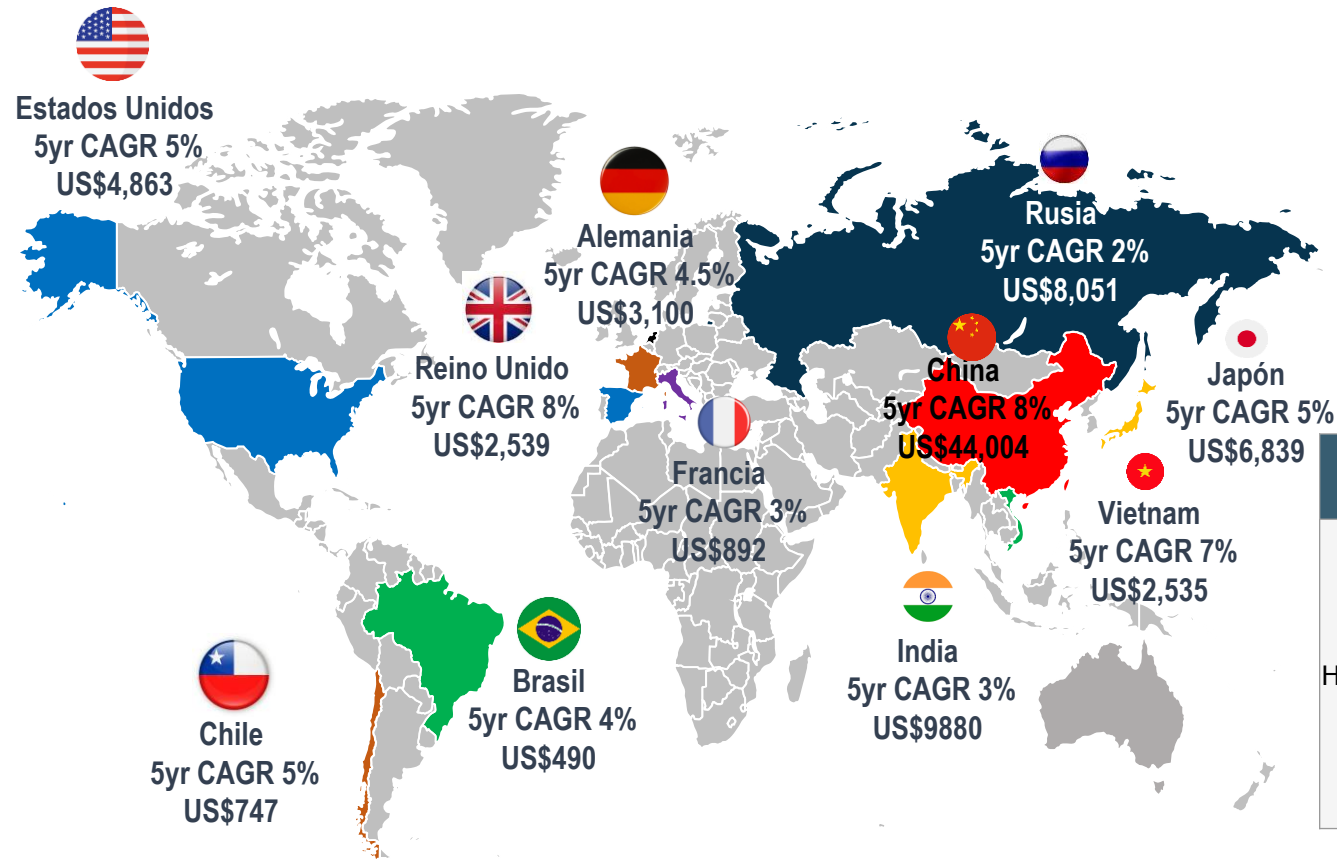 Estados Unidos
5yr CAGR 5%
US$4,863
Alemania
5yr CAGR 4.5%
US$3,100
Rusia
5yr CAGR 2%
US$8,051
Reino Unido
5yr CAGR 8%
US$2,539
China
5yr CAGR 8%
US$44,004
Japón
5yr CAGR 5%
US$6,839
Francia
5yr CAGR 3%
US$892
Vietnam
5yr CAGR 7%
US$2,535
India
5yr CAGR 3%
US$9880
Brasil
5yr CAGR 4%
US$490
Chile
5yr CAGR 5%
US$747
H